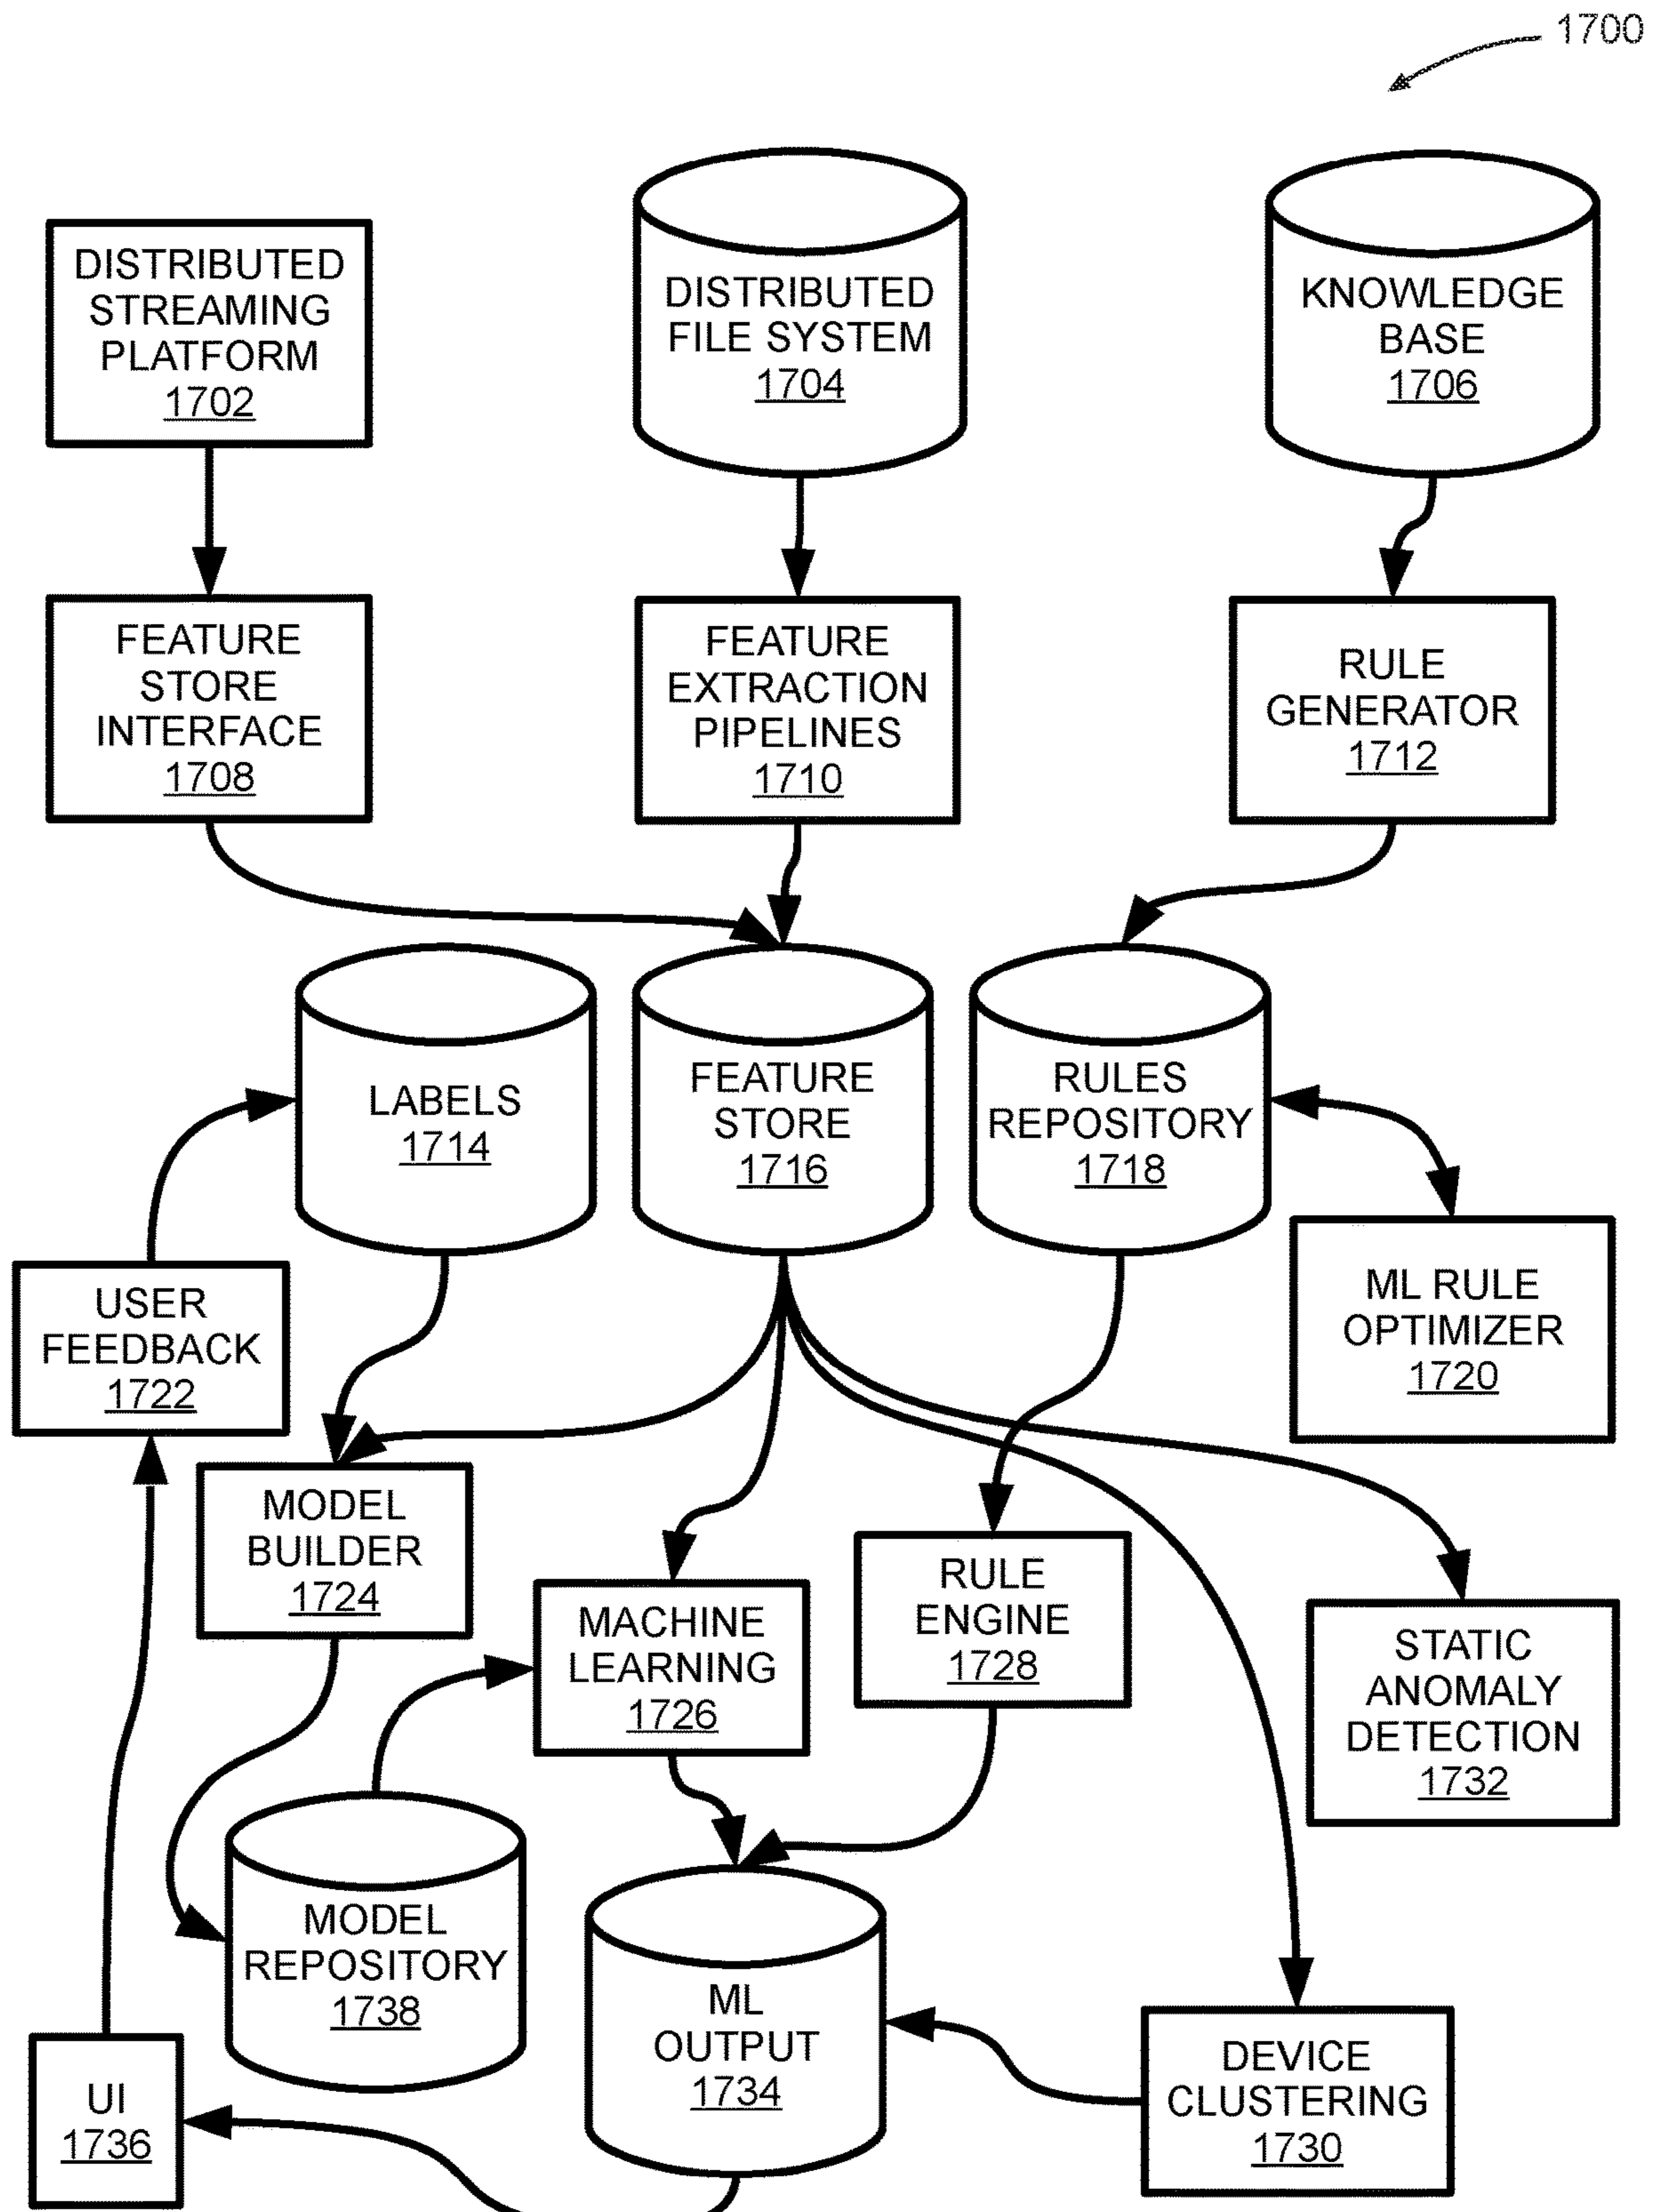 1700
DISTRIBUTED
STREAMING
PLATFORM
1702
DISTRIBUTED
FILE SYSTEM
1704
KNOWLEDGE
BASE
1706
FEATURE
STORE
INTERFACE
1708
FEATURE
EXTRACTION
PIPELINES
1710
RULE
GENERATOR
1712
LABELS
1714
FEATURE
STORE
1716
RULES
REPOSITORY
1718
ML RULE
OPTIMIZER
1720
USER
FEEDBACK
1722
MODEL
BUILDER
1724
MACHINE
LEARNING
1726
RULE
ENGINE
1728
STATIC
ANOMALY
DETECTION
1732
MODEL
REPOSITORY
1738
ML
OUTPUT
1734
DEVICE
CLUSTERING
1730
UI
1736